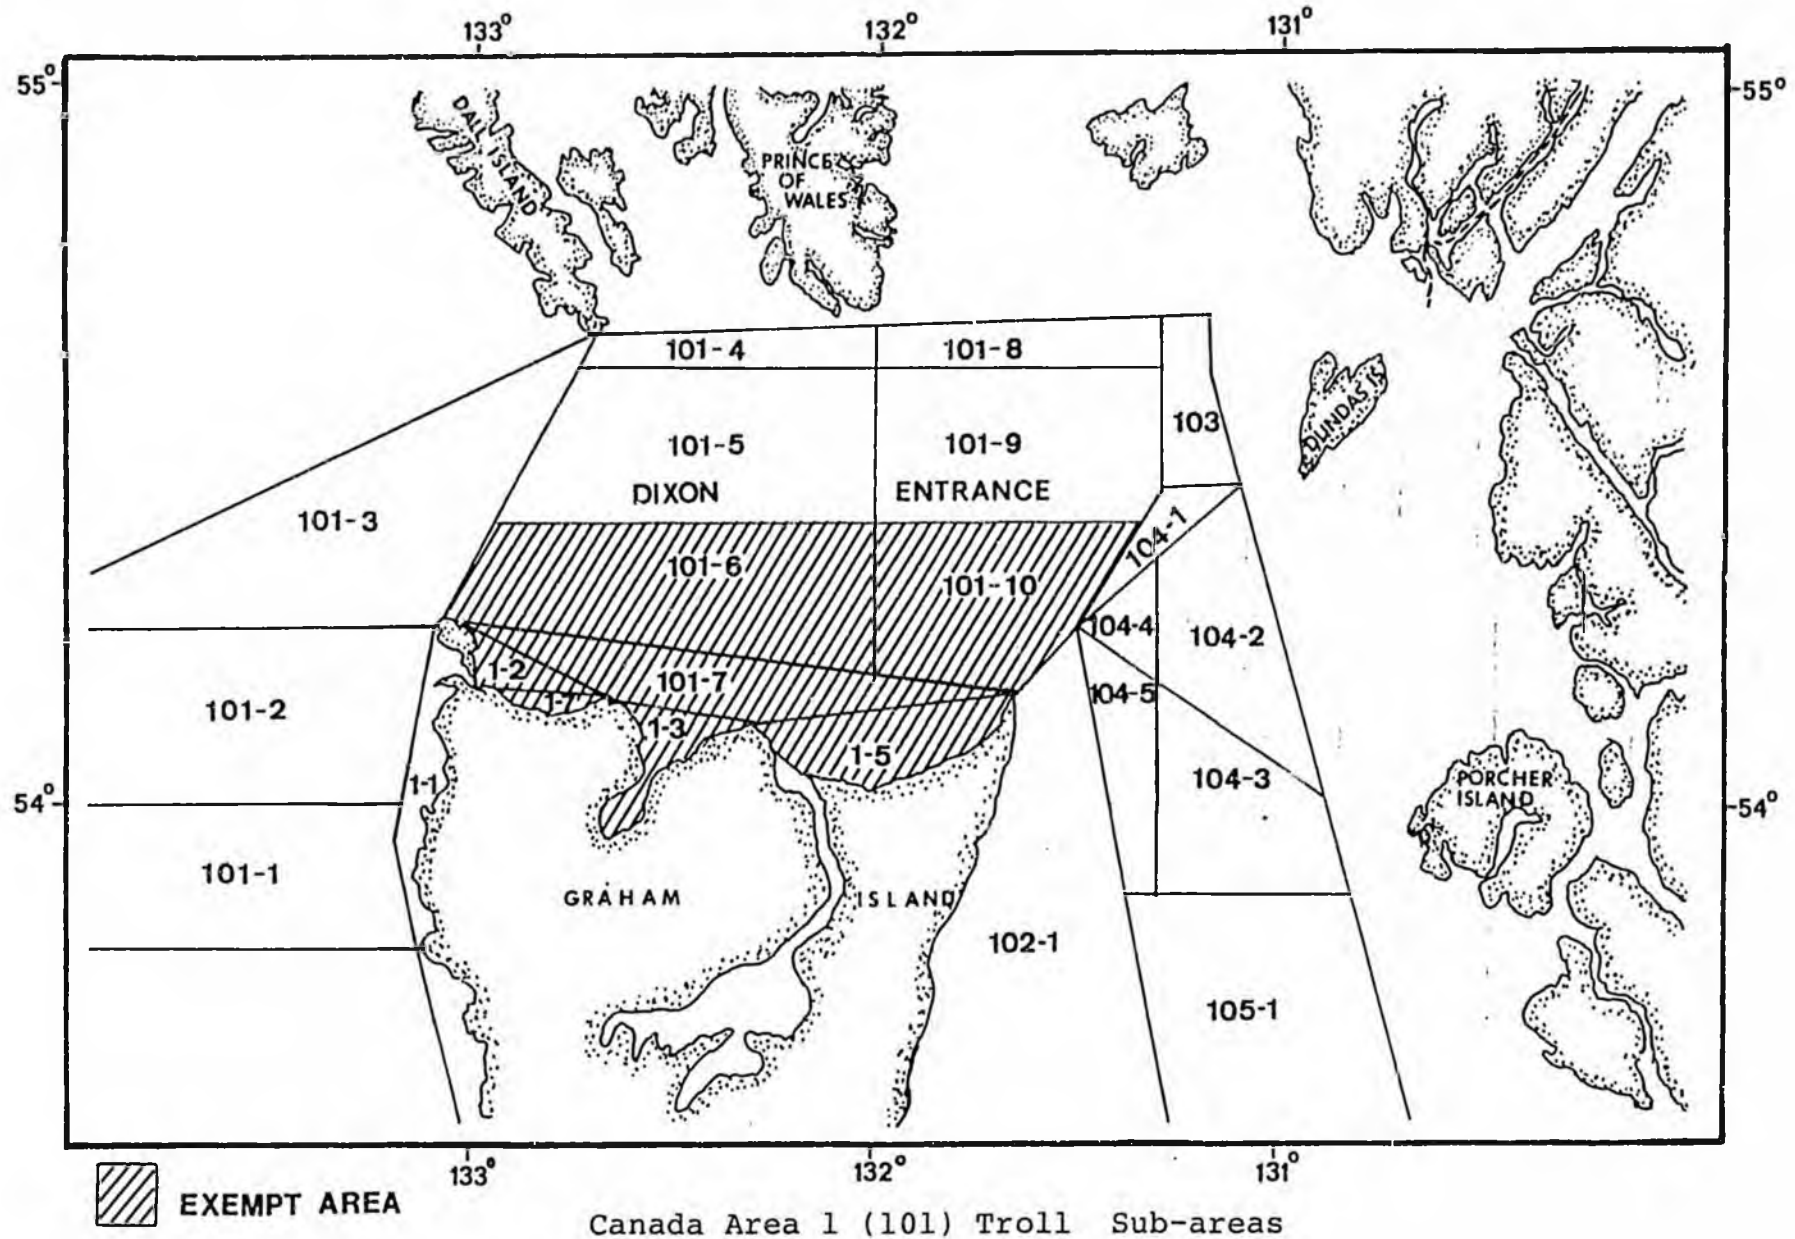 133° 132° 131°
55° 55°
DALL ISLAND
PRINCE
OF
WALES
101-4 101-8
DUNDAS IS
103
101-5 101-9
DIXON ENTRANCE
101-3
104-1
101-6 101-10
104-4 104-2
1-2 101-7 104-5
101-2
1-7
1-3
1-5
1-1 104-3 PORCHER
ISLAND
54° 54°
101-1
GRAHAM ISLAND
102-1
105-1
133° 132° 131°
EXEMPT AREA
Canada Area 1 (101) Troll Sub-areas